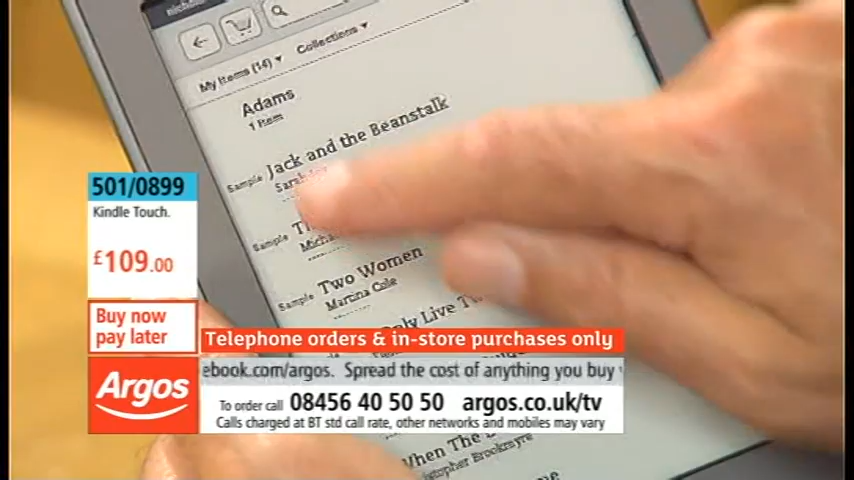 My Items (14)
Collections
Adams
1 Item
Jack and the Beanstalk
Sample
Sample
Two Women
Martina Cole
Sample
Only Live
When The
501/0899
Kindle Touch.
£109.00
Buy now
pay later
Telephone orders & in-store purchases only
ebook.com/argos. Spread the cost of anything you buy
Argos
To order call 08456 40 50 50 argos.co.uk/tv
Calls charged at BT std call rate, other networks and mobiles may vary